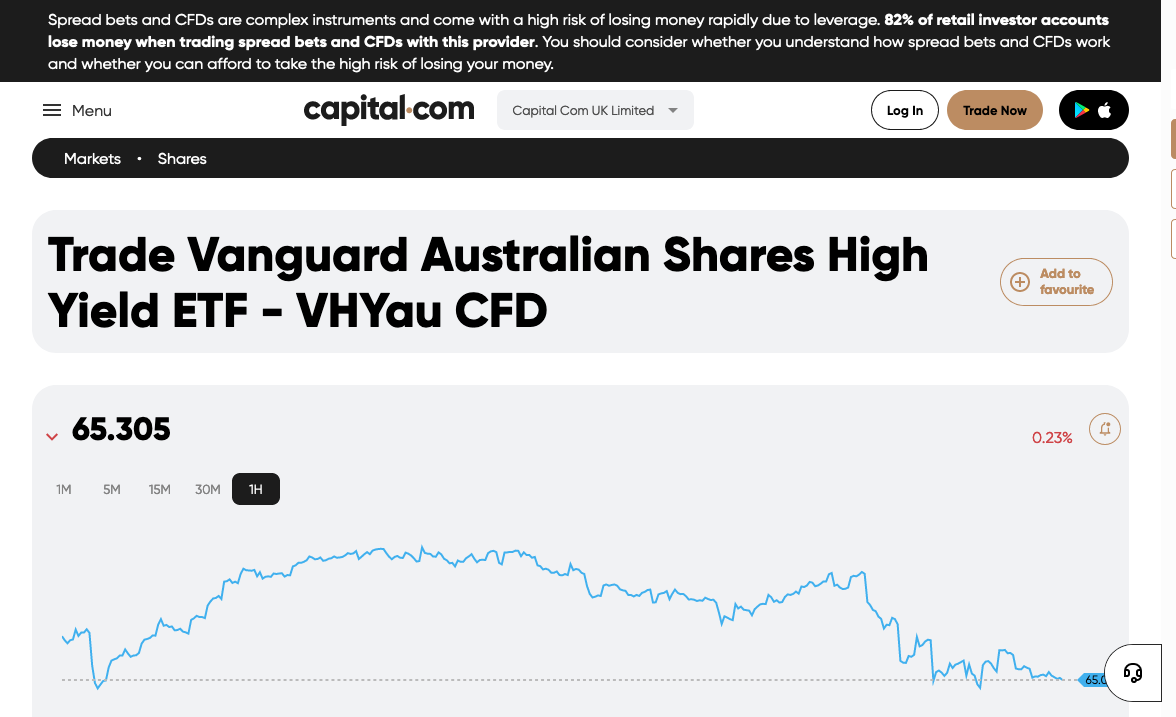 Spread bets and CFDs are complex instruments and come with a high risk of losing money rapidly due to leverage. 82% of retail investor accounts
lose money when trading spread bets and CFDs with this provider. You should consider whether you understand how spread bets and CFDs work
and whether you can afford to take the high risk of losing your money.
Menu
capital.com
Capital Com UK Limited
Log In
Trade Now
Markets • Shares
Trade Vanguard Australian Shares High
Yield ETF - VHYau CFD
Add to
favourite
65.305
0.23%
1M 5M 15M 30M 1H